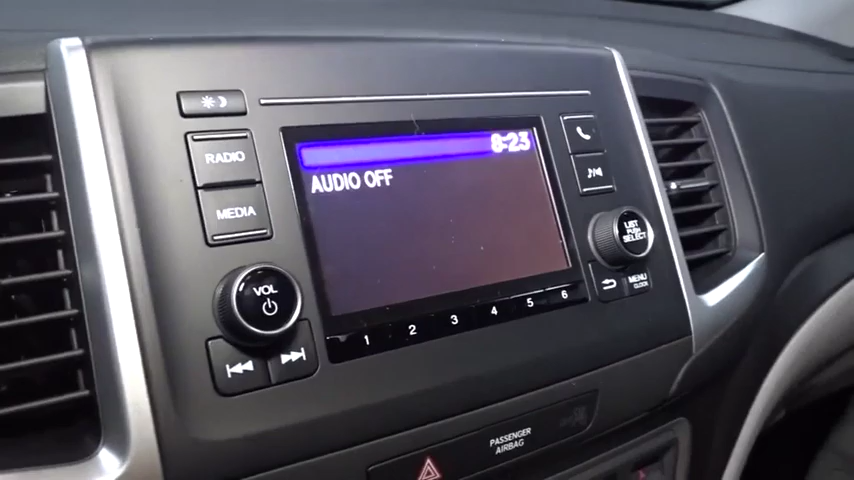 8:23
AUDIO OFF
RADIO
MEDIA
VOL
LIST
PUSH
SELECT
MENU
CLOCK
1 2 3 4 5 6
PASSENGER
AIRBAG